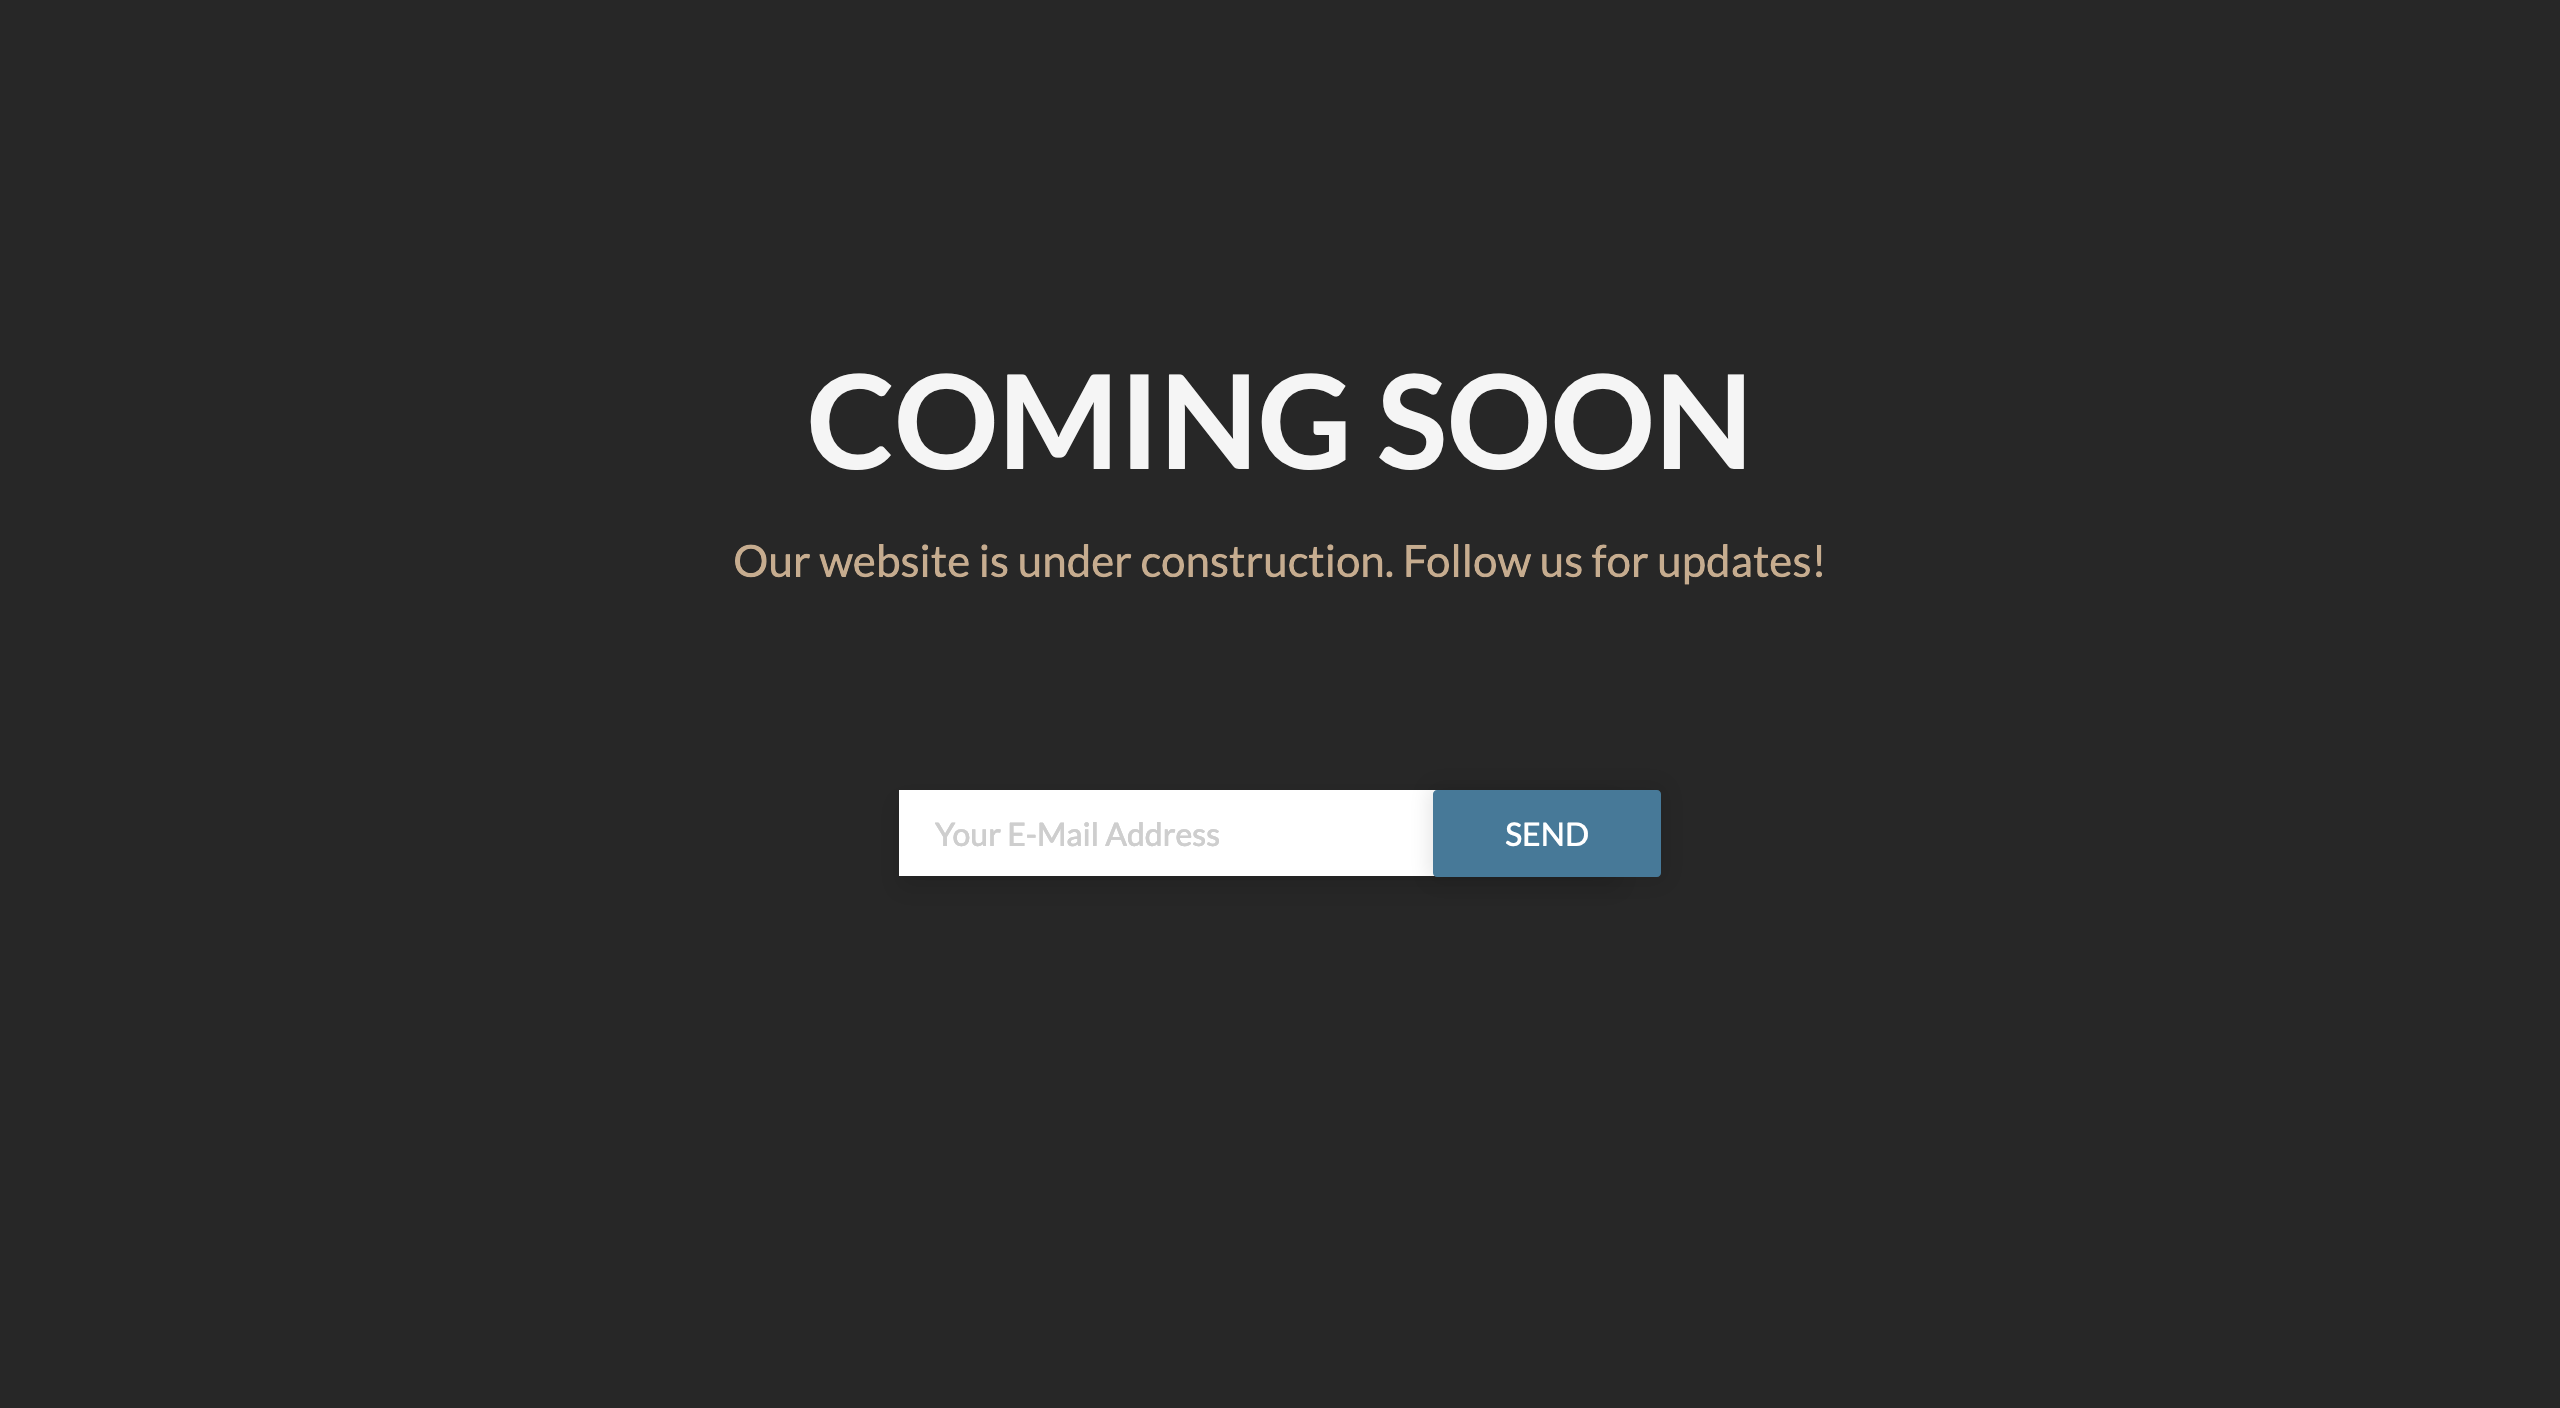 COMING SOON
Our website is under construction. Follow us for updates!
Your E-Mail Address
SEND